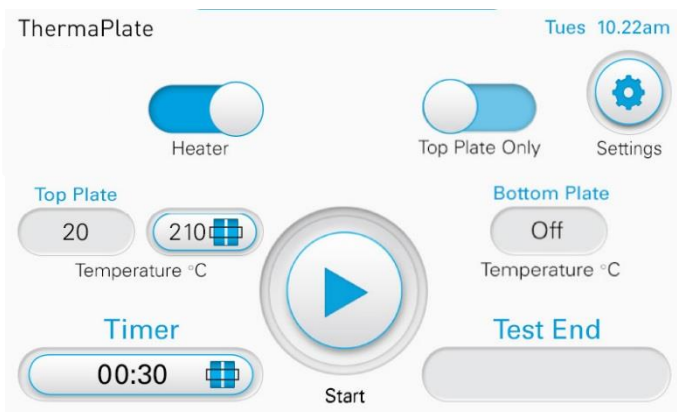 ThermaPlate
Tues 10.22am
Heater
Top Plate Only
Settings
Top Plate
20
210
Temperature °C
Bottom Plate
Off
Temperature °C
Timer
00:30
Start
Test End